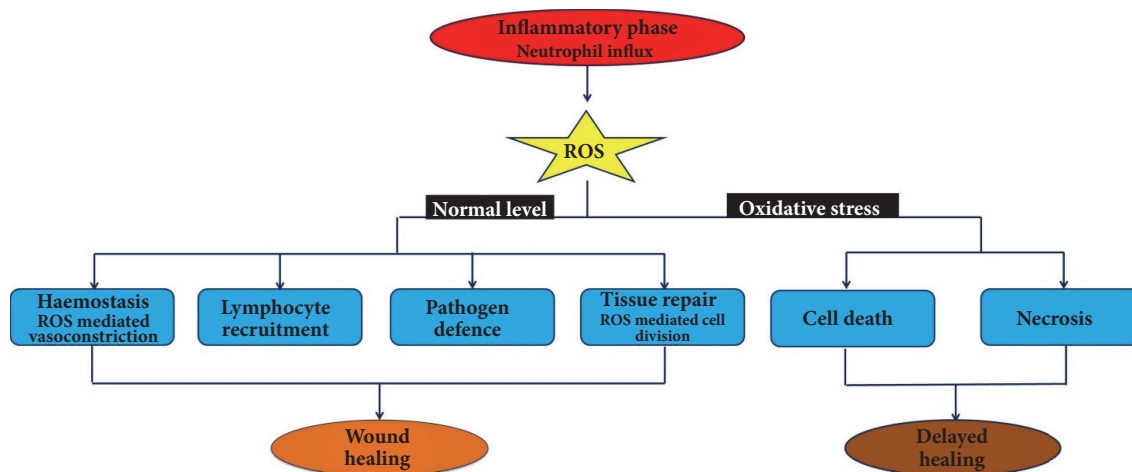 Inflammatory phase
Neutrophil influx
ROS
Normal level
Oxidative stress
Haemostasis
ROS mediated
vasoconstriction
Lymphocyte
recruitment
Pathogen
defence
Tissue repair
ROS mediated cell
division
Cell death
Necrosis
Wound
healing
Delayed
healing